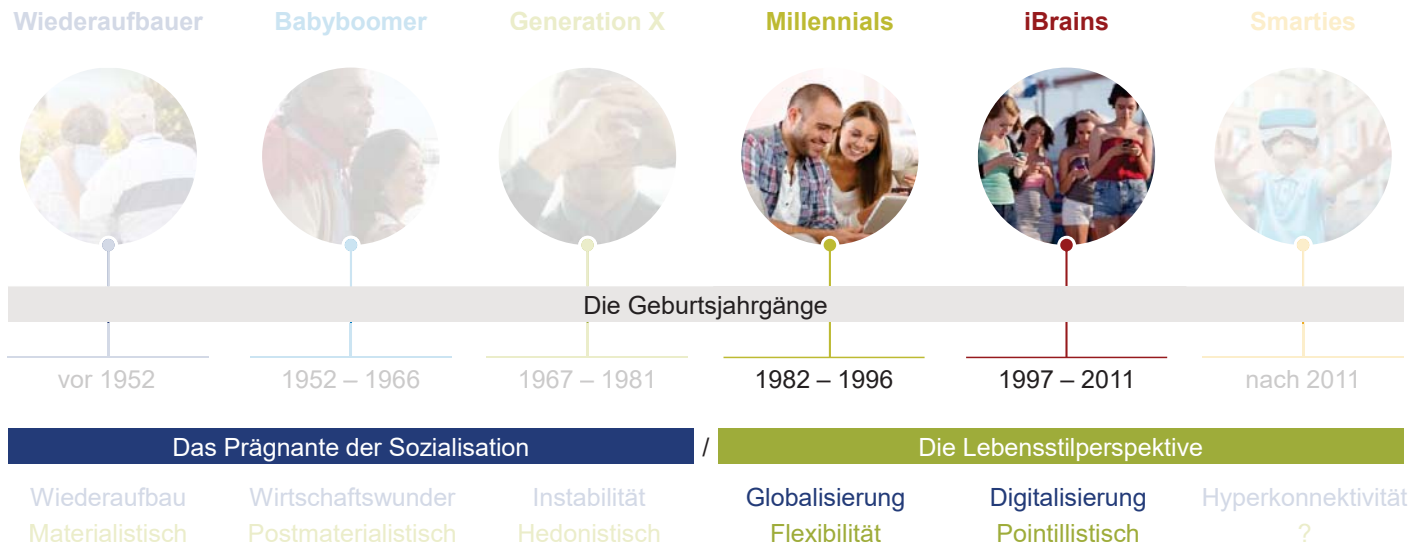 Wiederaufbauer Babyboomer Generation X Millennials iBrains Smarties
Die Geburtsjahrgänge
vor 1952 1952 – 1966 1967 – 1981 1982 – 1996 1997 – 2011 nach 2011
Das Prägnante der Sozialisation / Die Lebensstilperspektive
Wiederaufbau Wirtschaftswunder Instabilität Globalisierung Digitalisierung Hyperkonnektivität
Materialistisch Postmaterialistisch Hedonistisch Flexibilität Pointillistisch ?